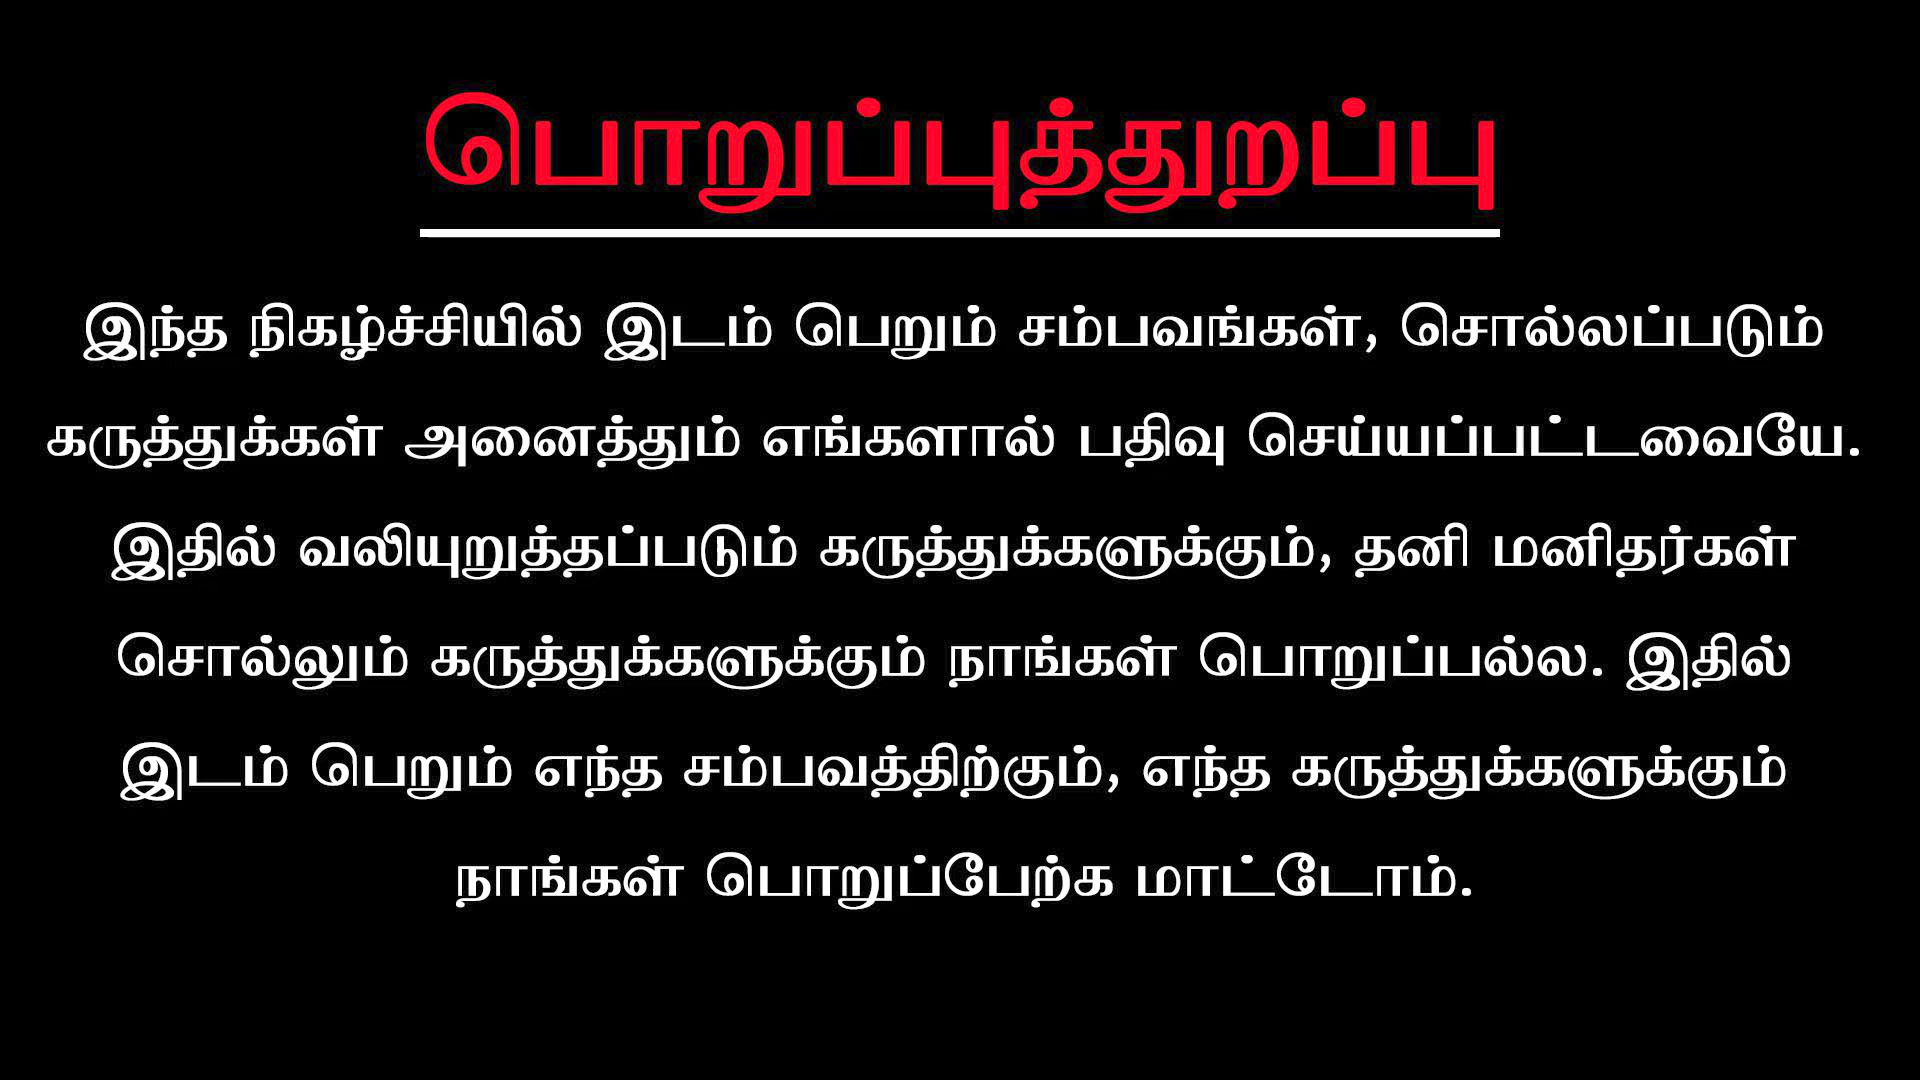 பொறுப்புத்துறப்பு
இந்த நிகழ்ச்சியில் இடம் பெறும் சம்பவங்கள், சொல்லப்படும்
கருத்துக்கள் அனைத்தும் எங்களால் பதிவு செய்யப்பட்டவையே.
இதில் வலியுறுத்தப்படும் கருத்துக்களுக்கும், தனி மனிதர்கள்
சொல்லும் கருத்துக்களுக்கும் நாங்கள் பொறுப்பல்ல. இதில்
இடம் பெறும் எந்த சம்பவத்திற்கும், எந்த கருத்துக்களுக்கும்
நாங்கள் பொறுப்பேற்க மாட்டோம்.